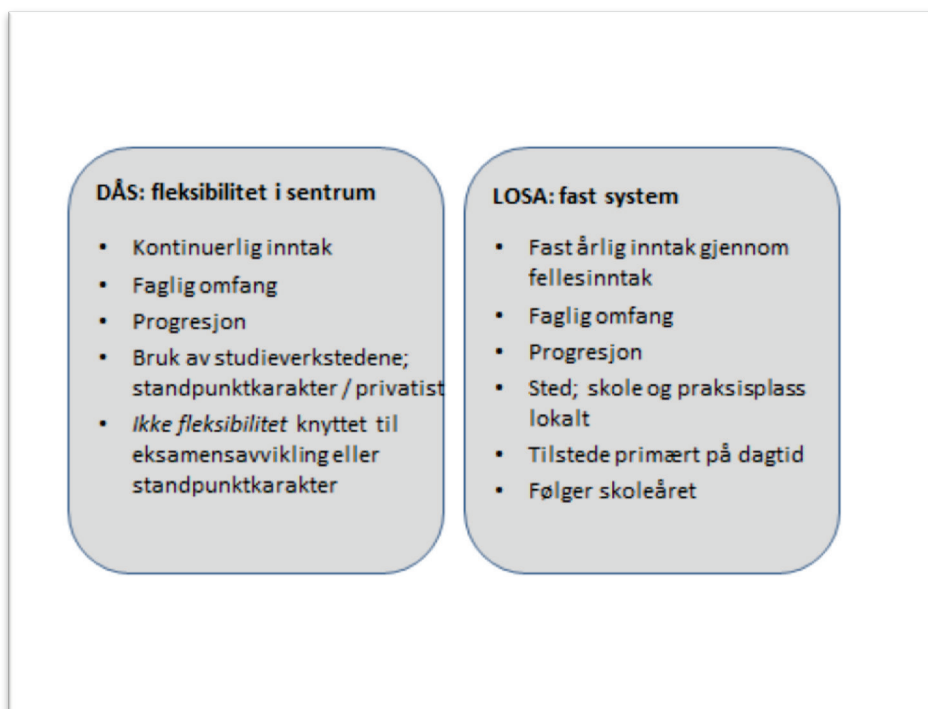 DÅS: fleksibilitet i sentrum
• Kontinuerlig inntak
• Faglig omfang
• Progresjon
• Bruk av studieverkstedene;
standpunktkarakter / privatist
• Ikke fleksibilitet knyttet til
eksamensavvikling eller
standpunktkarakter
LOSA: fast system
• Fast årlig inntak gjennom
fellesinntak
• Faglig omfang
• Progresjon
• Sted; skole og praksisplass
lokalt
• Tilstede primært på dagtid
• Følger skoleåret